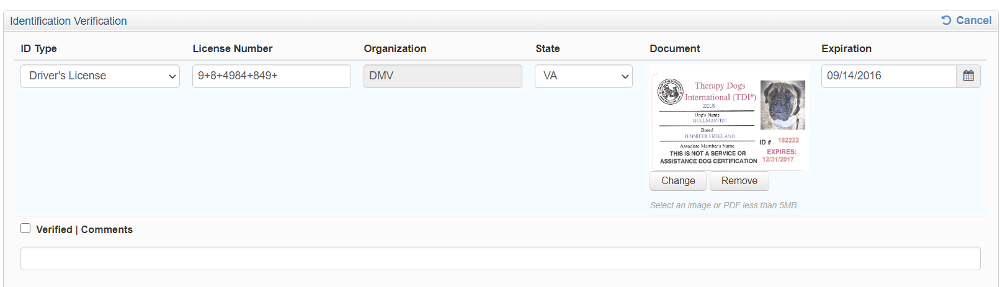 Identification Verification
Cancel
ID Type
License Number
Organization
State
Document
Expiration
Driver's License
9+8+4984+849+
DMV
VA
09/14/2016
Therapy Dogs
International (TDI®)
ZEUS
Dog's Name
BULLMASTIFF
Breed
JENNIFER FREELAND
Associate Member's Name
THIS IS NOT A SERVICE OR
ASSISTANCE DOG CERTIFICATION
ID # 162222
EXPIRES:
12/31/2017
Change
Remove
Select an image or PDF less than 5MB.
Verified | Comments